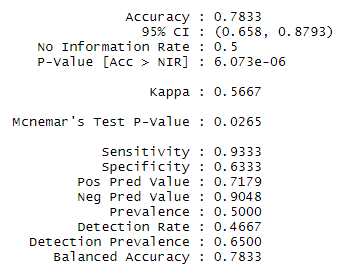 Accuracy : 0.7833
95% CI : (0.658, 0.8793)
No Information Rate : 0.5
P-Value [Acc > NIR] : 6.073e-06
Kappa : 0.5667
Mcnemar's Test P-Value : 0.0265
Sensitivity : 0.9333
Specificity : 0.6333
Pos Pred Value : 0.7179
Neg Pred Value : 0.9048
Prevalence : 0.5000
Detection Rate : 0.4667
Detection Prevalence : 0.6500
Balanced Accuracy : 0.7833